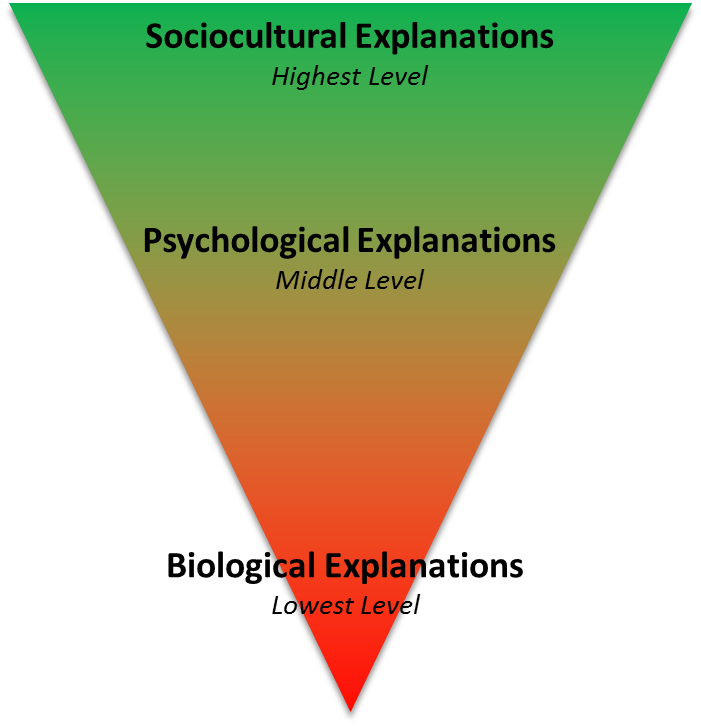 Sociocultural Explanations
Highest Level
Psychological Explanations
Middle Level
Biological Explanations
Lowest Level